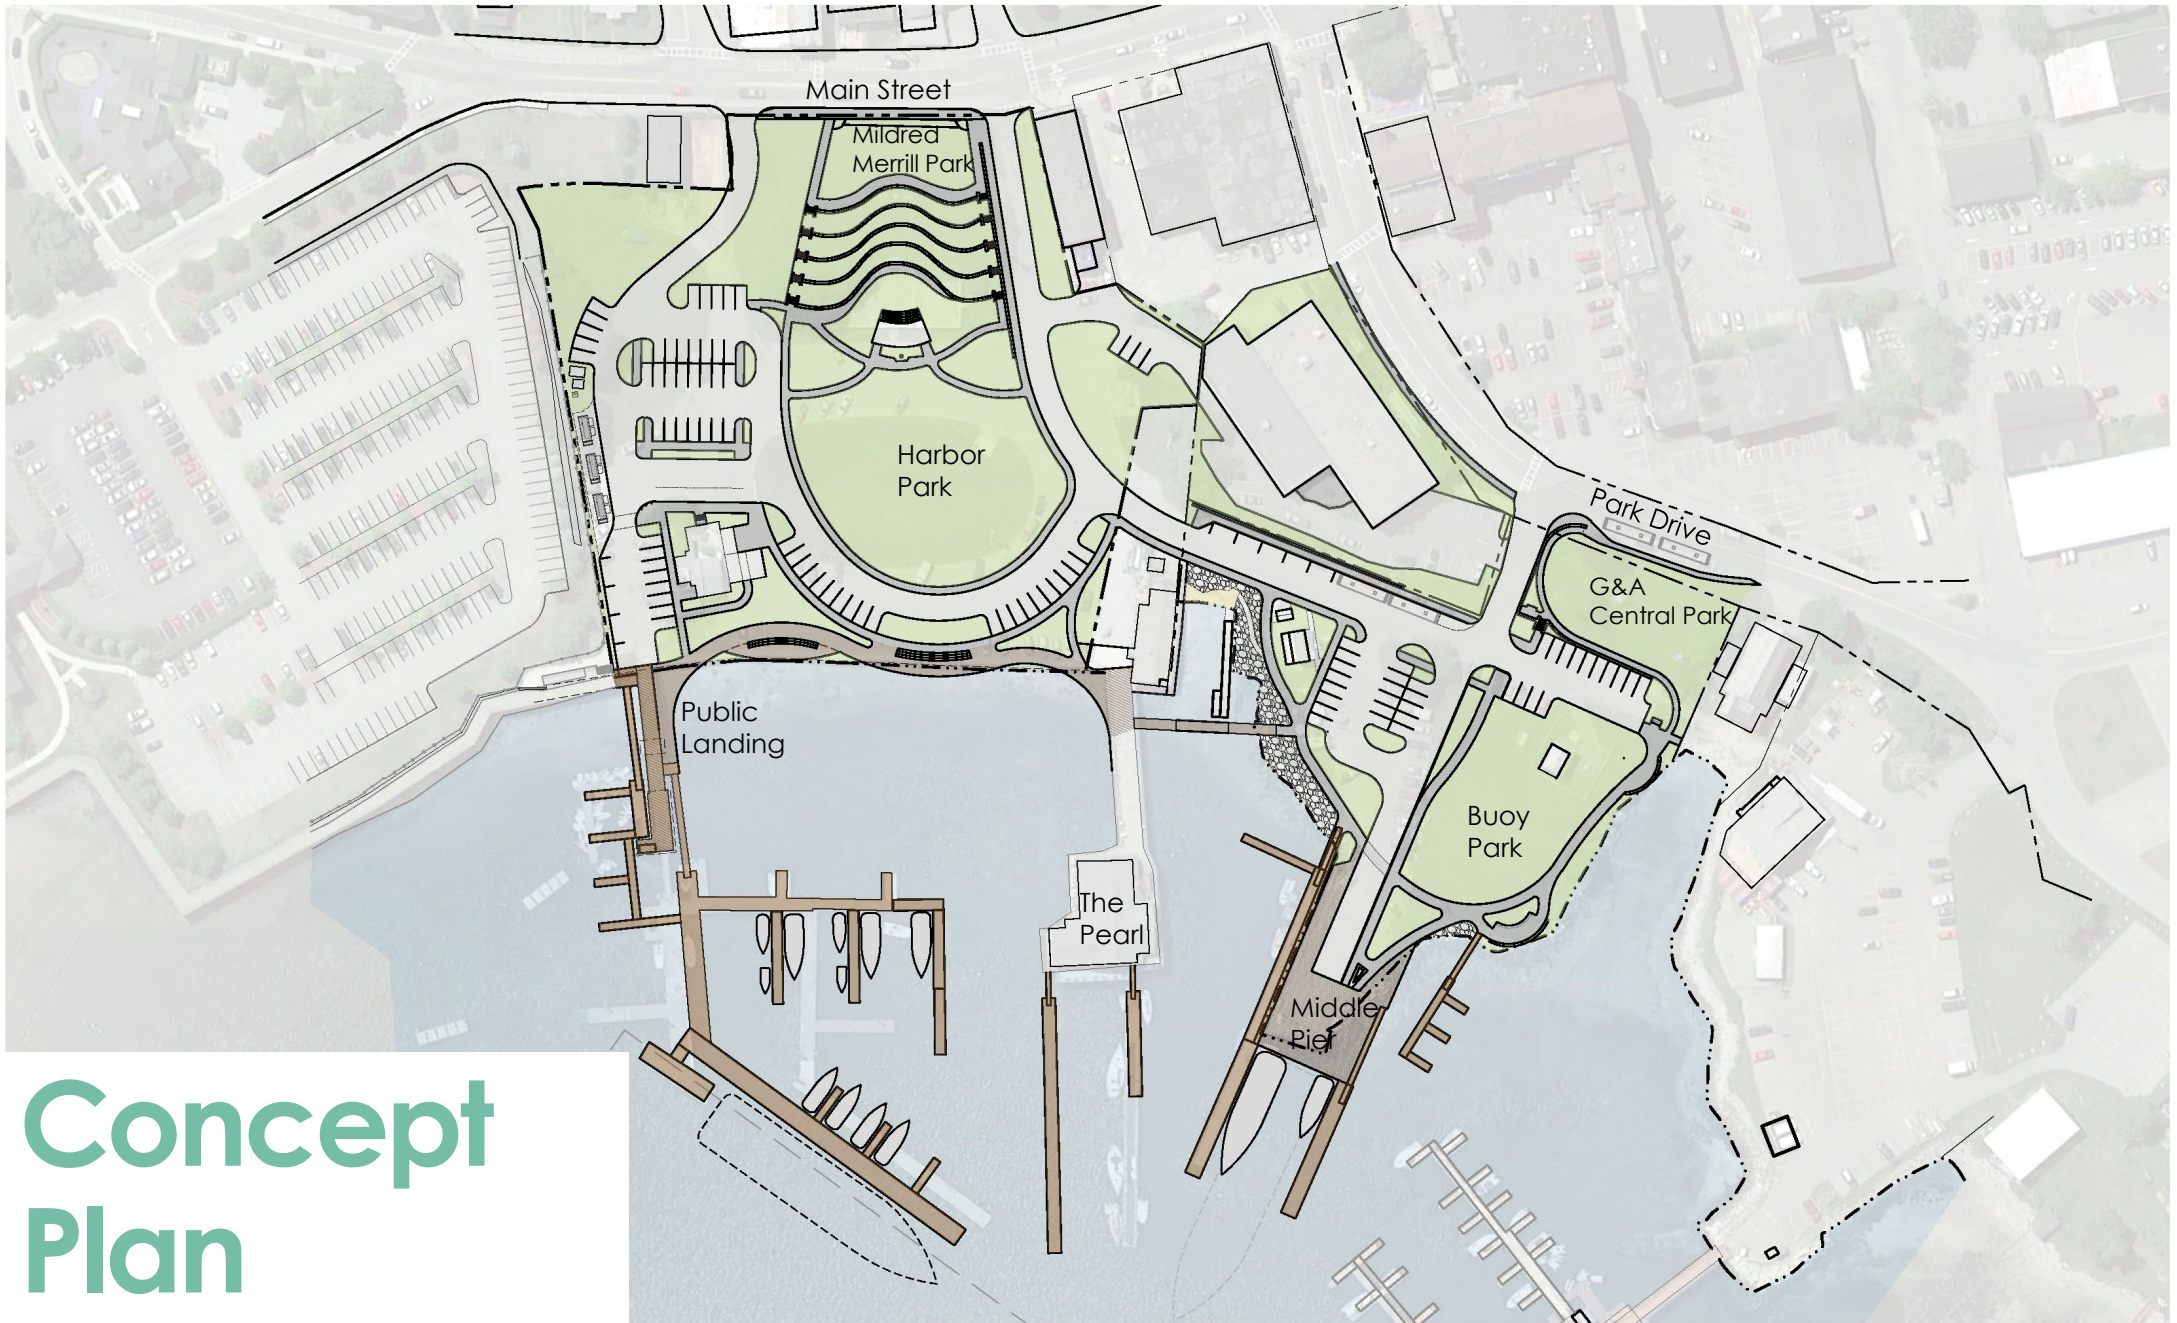 Main Street
Mildred
Merrill Park
Harbor
Park
Park Drive
G&A
Central Park
Public
Landing
Buoy
Park
The
Pearl
Middle
Pier
Concept
Plan